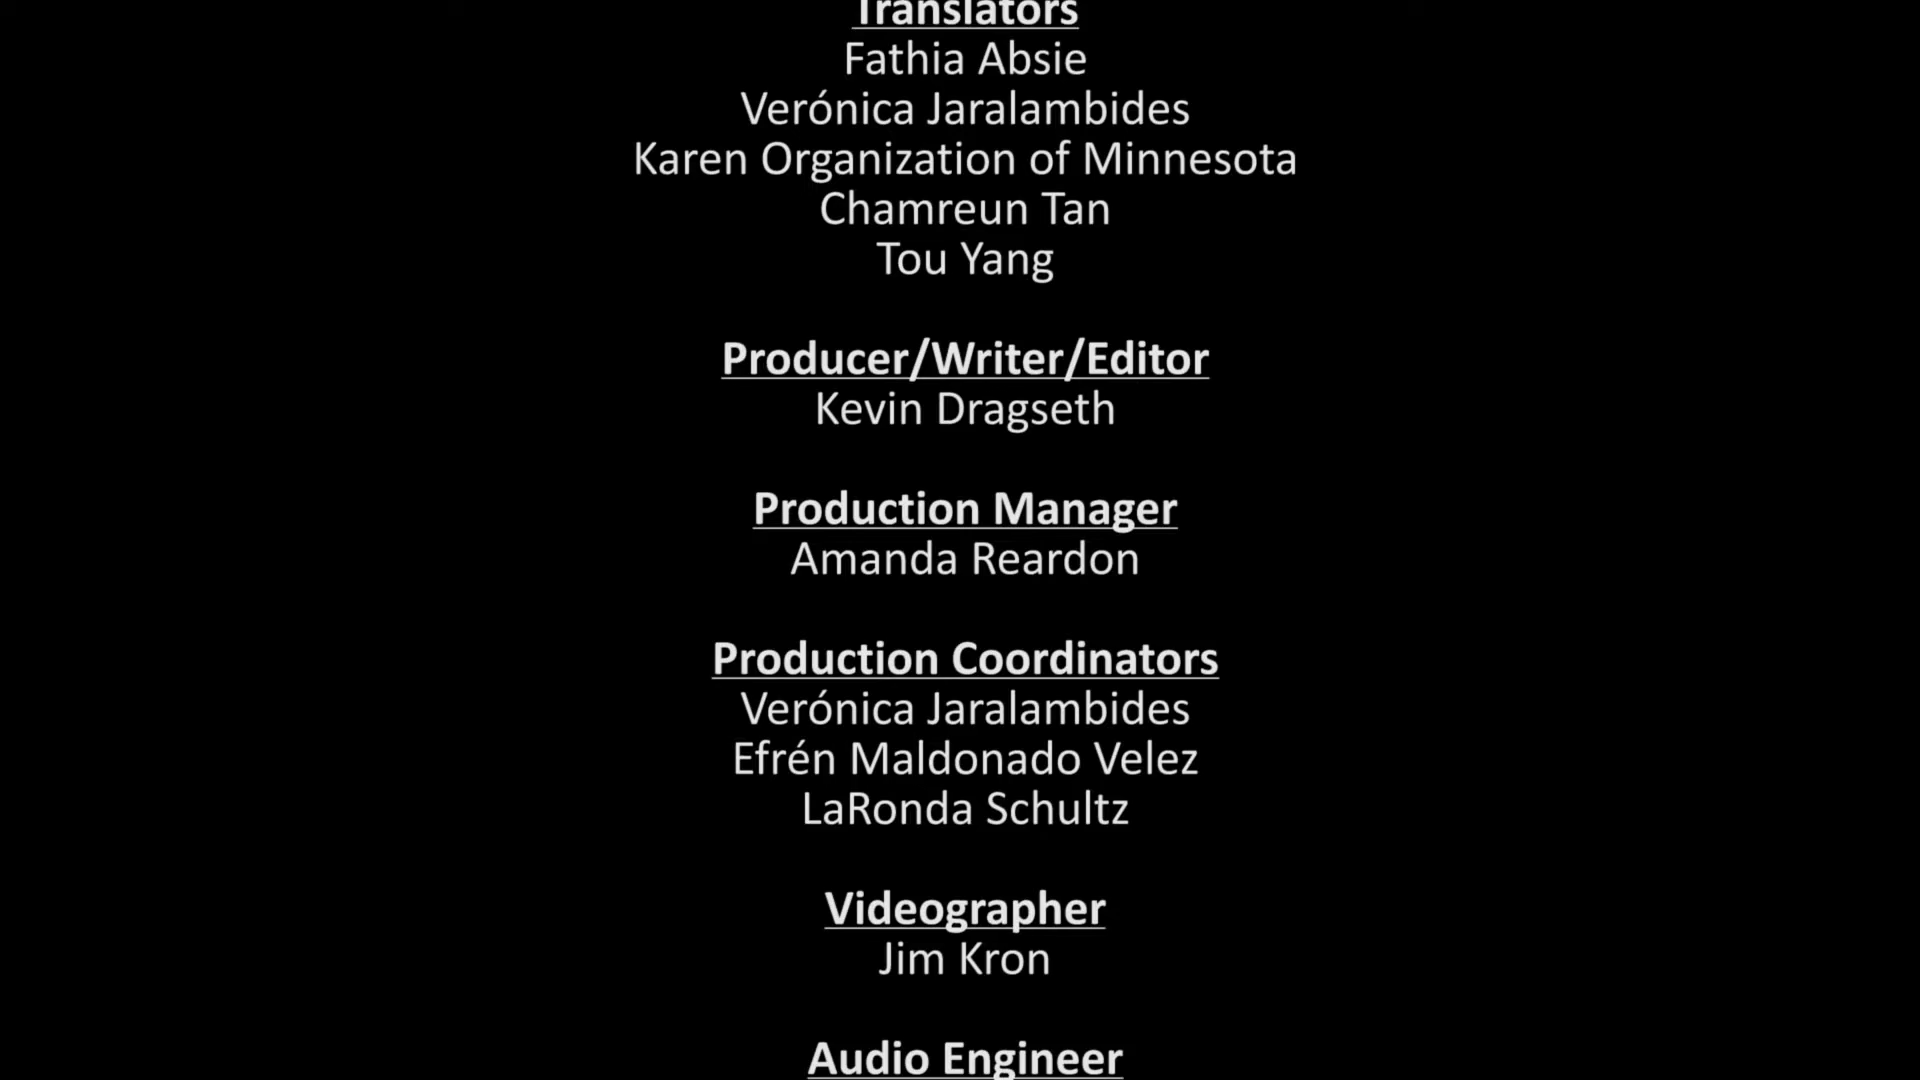 Translators
Fathia Absie
Verónica Jaralambides
Karen Organization of Minnesota
Chamreun Tan
Tou Yang
Producer/Writer/Editor
Kevin Dragseth
Production Manager
Amanda Reardon
Production Coordinators
Verónica Jaralambides
Efrén Maldonado Velez
LaRonda Schultz
Videographer
Jim Kron
Audio Engineer